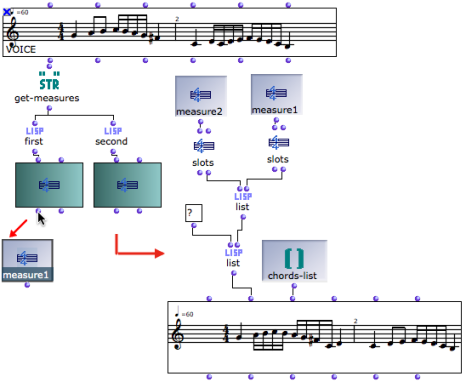 =60
2
VOICE
STR
get-measures
measure2
measure1
LISP
LISP
first
second
slots
slots
LISP
list
?
LISP
list
( )
chords-list
measure1
=60
2